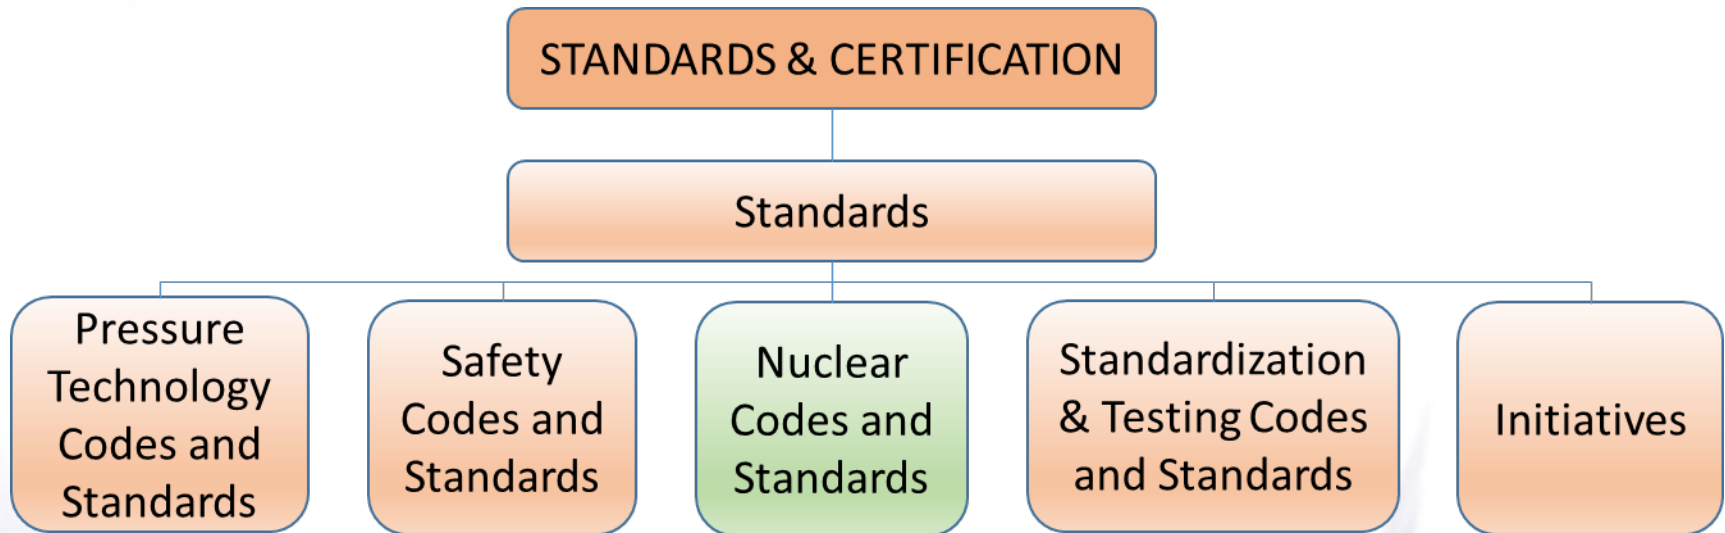 STANDARDS & CERTIFICATION
Standards
Pressure
Technology
Codes and
Standards
Safety
Codes and
Standards
Nuclear
Codes and
Standards
Standardization
& Testing Codes
and Standards
Initiatives